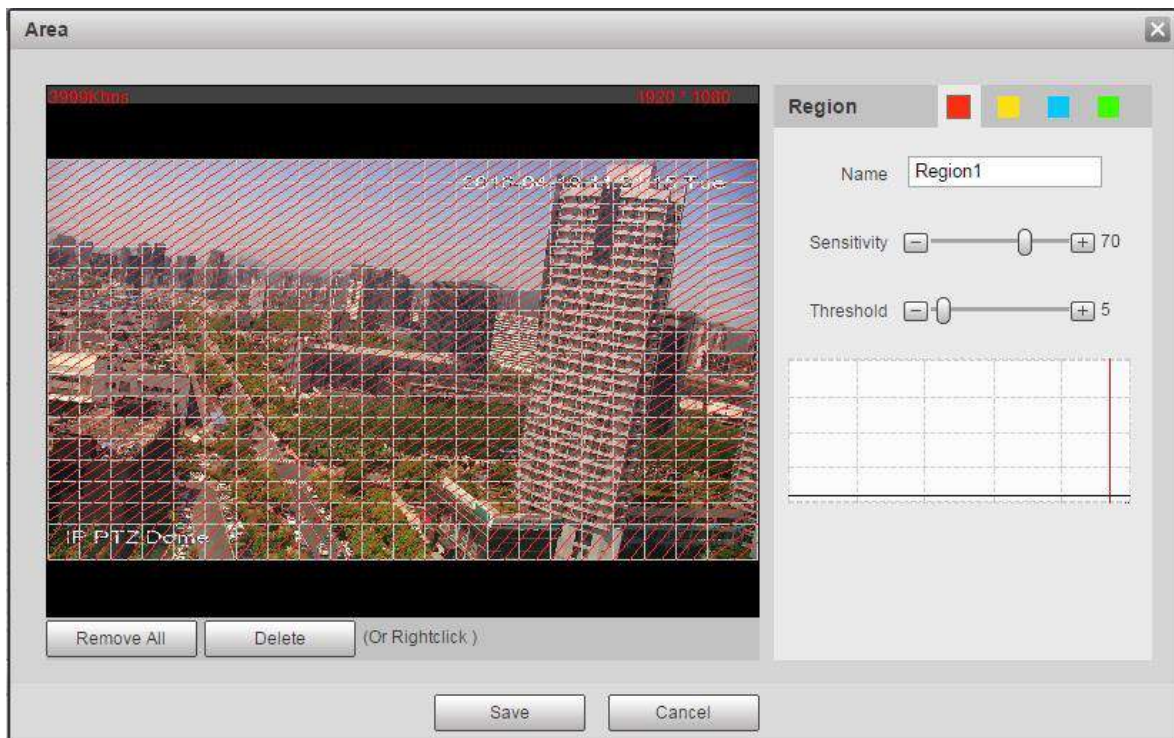 Area
3999Kbps 1920 * 1080
Region
Name Region1
Sensitivity 70
Threshold 5
IP PTZ Dome
Remove All Delete (Or Rightclick )
Save Cancel